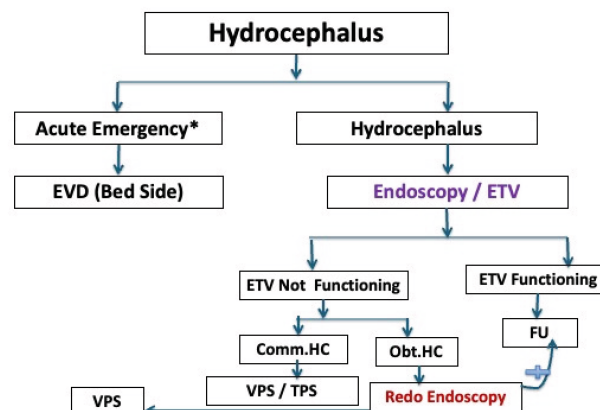 Hydrocephalus
Acute Emergency*
Hydrocephalus
EVD (Bed Side)
Endoscopy / ETV
ETV Not Functioning
ETV Functioning
FU
Comm.HC
Obt.HC
VPS / TPS
Redo Endoscopy
VPS